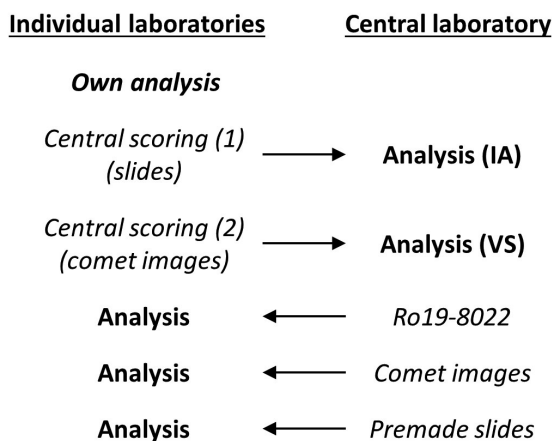 Individual laboratories Central laboratory
Own analysis
Central scoring (1)
(slides)
Analysis (IA)
Central scoring (2)
(comet images)
Analysis (VS)
Analysis Ro19-8022
Analysis Comet images
Analysis Premade slides